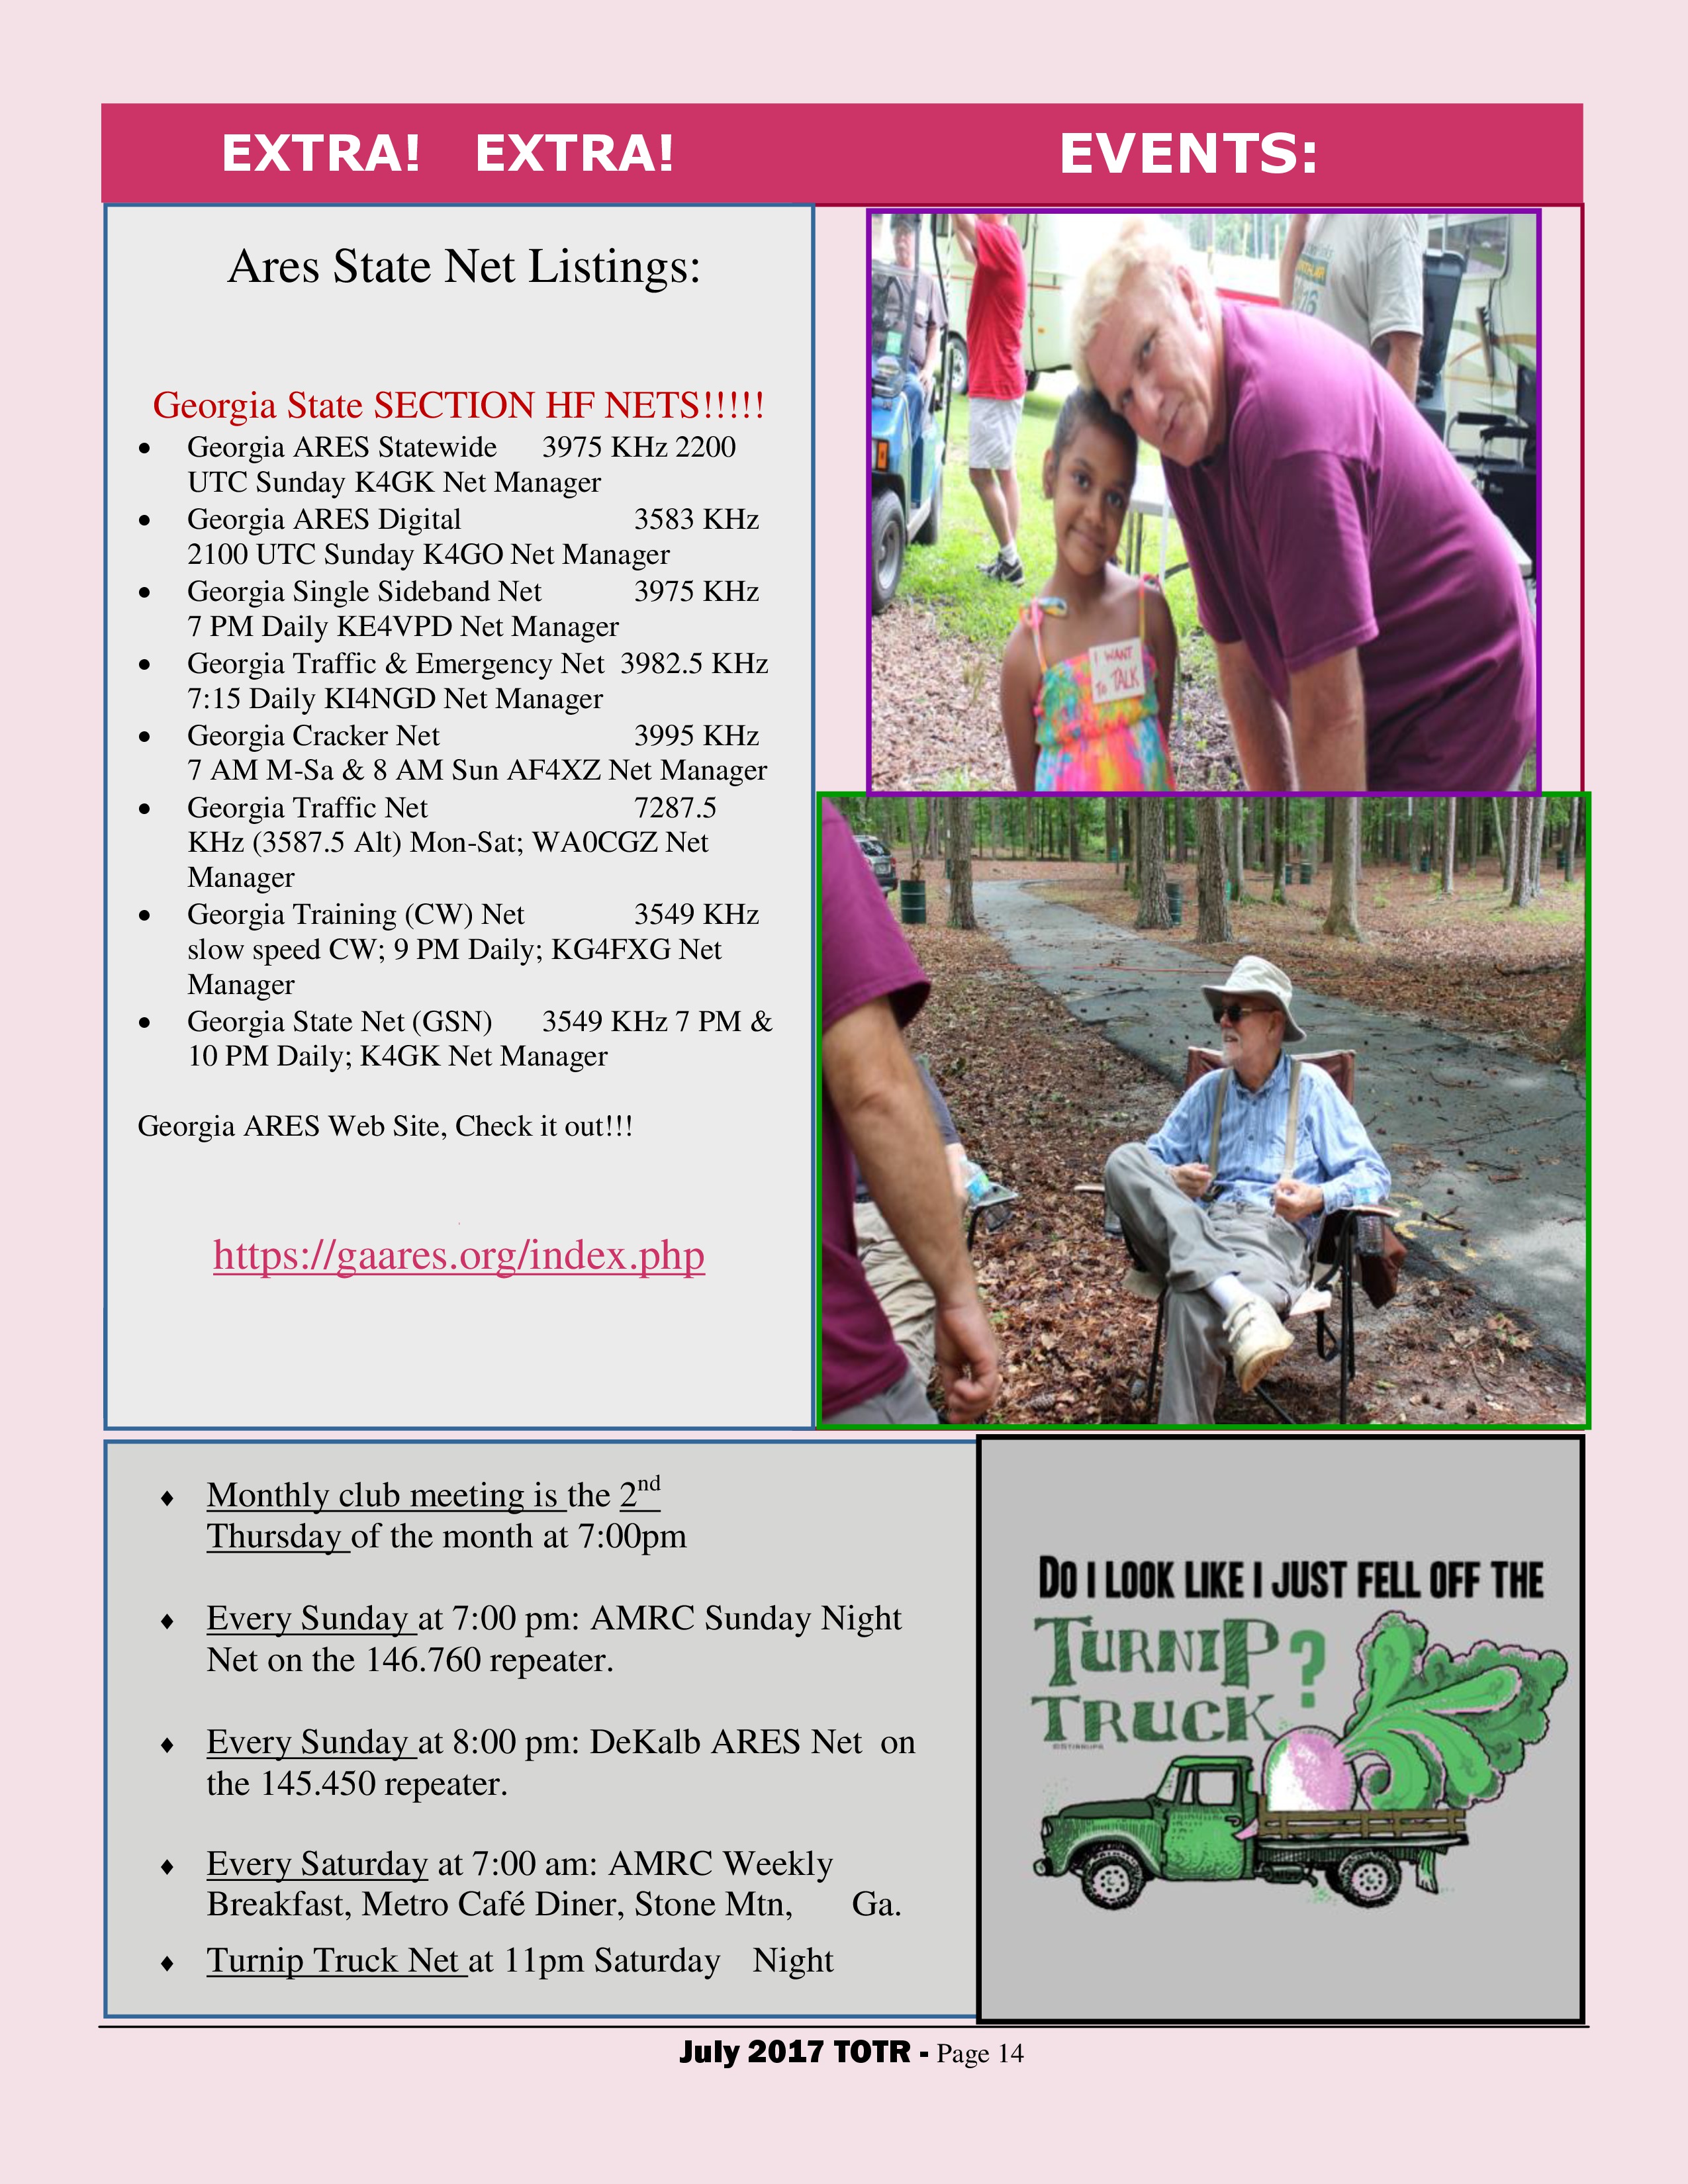 EXTRA! EXTRA!
EVENTS:
Ares State Net Listings:
Georgia State SECTION HF NETS!!!!!
• Georgia ARES Statewide 3975 KHz 2200
UTC Sunday K4GK Net Manager
• Georgia ARES Digital 3583 KHz
2100 UTC Sunday K4GO Net Manager
• Georgia Single Sideband Net 3975 KHz
7 PM Daily KE4VPD Net Manager
• Georgia Traffic & Emergency Net 3982.5 KHz
7:15 Daily KI4NGD Net Manager
• Georgia Cracker Net 3995 KHz
7 AM M-Sa & 8 AM Sun AF4XZ Net Manager
• Georgia Traffic Net 7287.5
KHz (3587.5 Alt) Mon-Sat; WA0CGZ Net
Manager
• Georgia Training (CW) Net 3549 KHz
slow speed CW; 9 PM Daily; KG4FXG Net
Manager
• Georgia State Net (GSN) 3549 KHz 7 PM &
10 PM Daily; K4GK Net Manager
Georgia ARES Web Site, Check it out!!!
https://gaares.org/index.php
I WANT
To TALK
16
♦ Monthly club meeting is the 2nd
Thursday of the month at 7:00pm
♦ Every Sunday at 7:00 pm: AMRC Sunday Night
Net on the 146.760 repeater.
♦ Every Sunday at 8:00 pm: DeKalb ARES Net on
the 145.450 repeater.
♦ Every Saturday at 7:00 am: AMRC Weekly
Breakfast, Metro Café Diner, Stone Mtn, Ga.
♦ Turnip Truck Net at 11pm Saturday Night
DO I LOOK LIKE I JUST FELL OFF THE
TURNIP
TRUCK?
July 2017 TOTR - Page 14